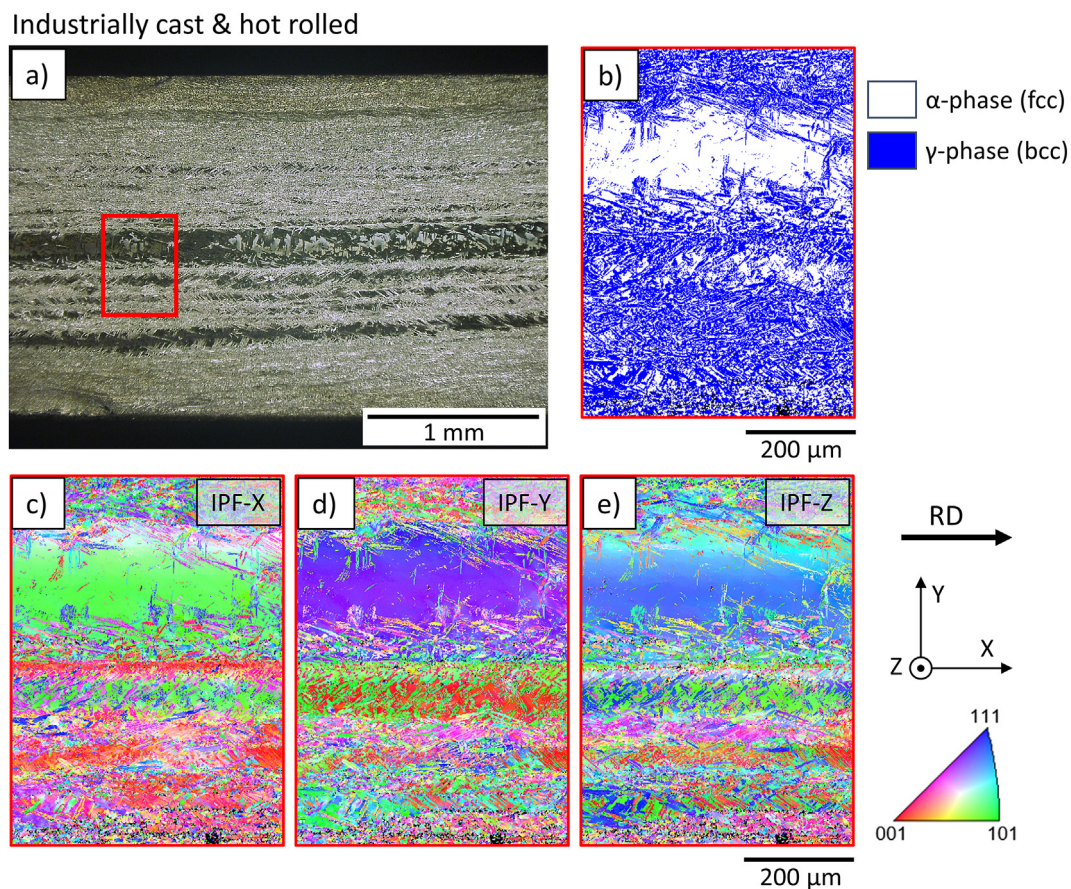 Industrially cast & hot rolled
a)
1 mm
b)
α-phase (fcc)
γ-phase (bcc)
200 µm
c)
IPF-X
d)
IPF-Y
e)
IPF-Z
RD
Y
Z
X
111
001
101
200 µm